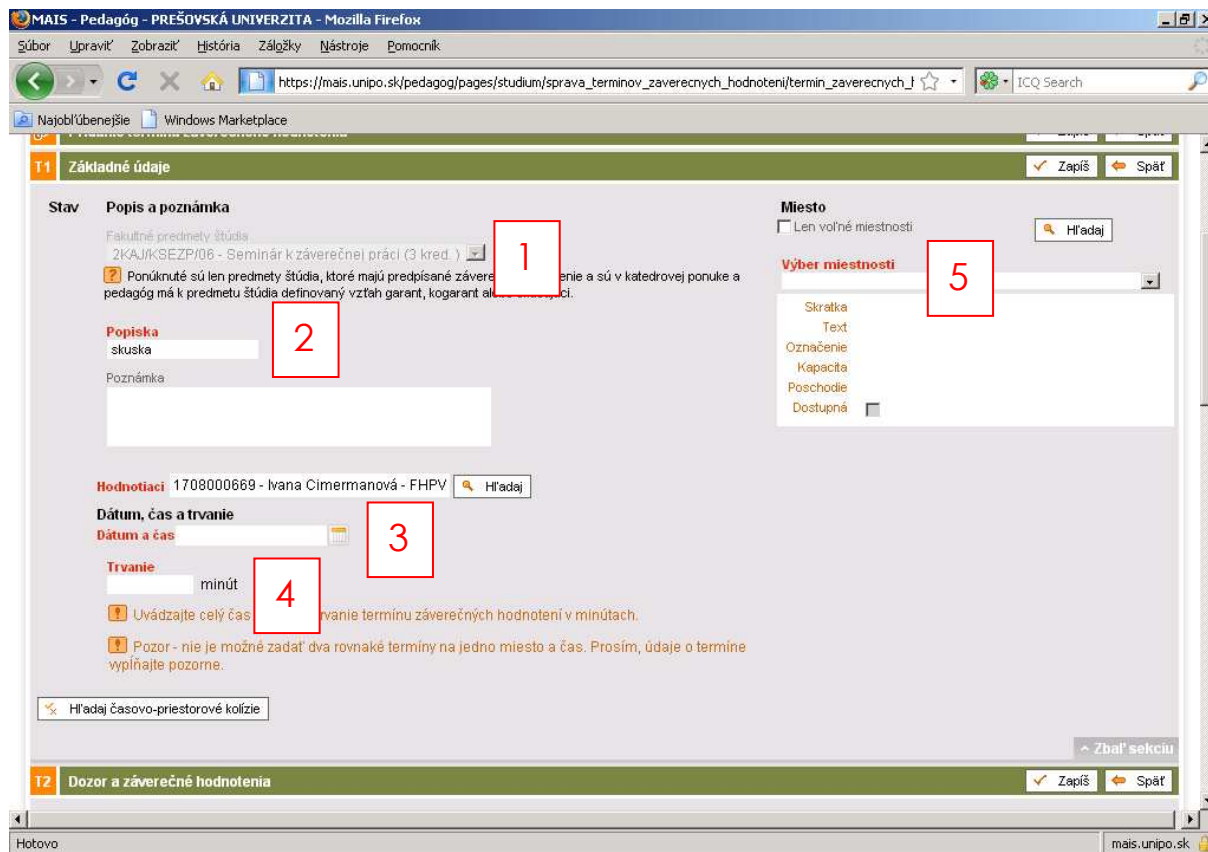 MAIS - Pedagóg - PREŠOVSKÁ UNIVERZITA - Mozilla Firefox
Súbor Upraviť Zobraziť História Záložky Nástroje Pomocník
https://mais.unipo.sk/pedagog/pages/studium/sprava_terminov_zaverecnych_hodnoteni/termin_zaverecnych_
ICQ Search
Najobľúbenejšie Windows Marketplace
T1 Základné údaje Zapíš Späť
Stav Popis a poznámka
Fakultné predmety štúdia
2KAJ/KSEZP/06 - Seminár k záverečnej práci (3 kred. )
1
Ponúknuté sú len predmety štúdia, ktoré majú predpísané závere enie a sú v katedrovej ponuke a
pedagóg má k predmetu štúdia definovaný vzťah garant, kogarant
Popiska
skuska
2
Poznámka
Hodnotiaci 1708000669 - Ivana Cimermanová - FHPV Hľadaj
Dátum, čas a trvanie
Dátum a čas
3
Trvanie
minút
4
Uvádzajte celý čas rvanie termínu záverečných hodnotení v minútach.
Pozor - nie je možné zadať dva rovnaké termíny na jedno miesto a čas. Prosím, údaje o termíne
vypĺňajte pozorne.
Hľadaj časovo-priestorové kolízie
Miesto
Len voľné miestnosti
Hľadaj
Výber miestnosti
5
Skratka
Text
Označenie
Kapacita
Poschodie
Dostupná
Zbaľ sekciu
T2 Dozor a záverečné hodnotenia Zapíš Späť
Hotovo mais.unipo.sk